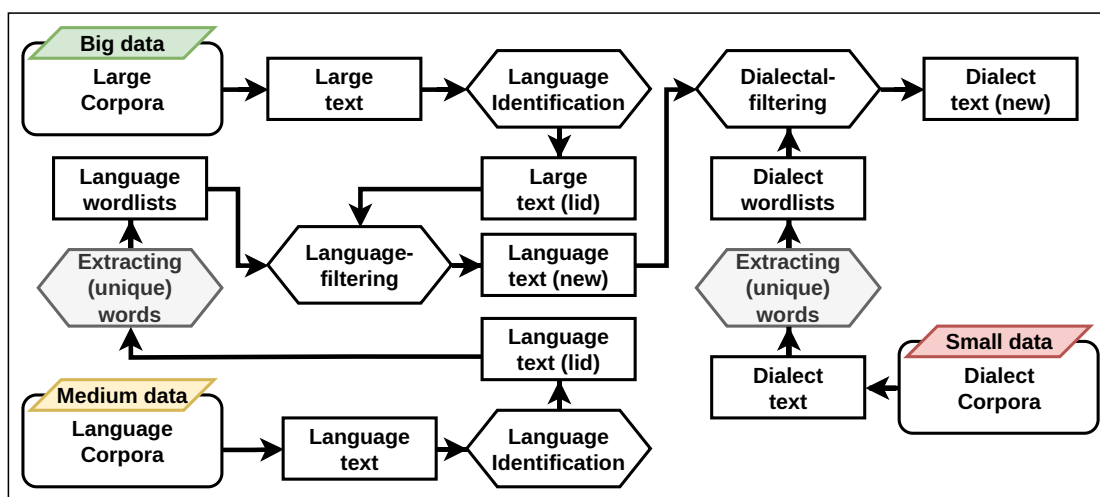 Big data
Large
Corpora
Large
text
Language
Identification
Dialectal-
filtering
Dialect
text (new)
Language
wordlists
Large
text (lid)
Dialect
wordlists
Extracting
(unique)
words
Language-
filtering
Language
text (new)
Extracting
(unique)
words
Language
text (lid)
Small data
Dialect
Corpora
Dialect
text
Medium data
Language
Corpora
Language
text
Language
Identification